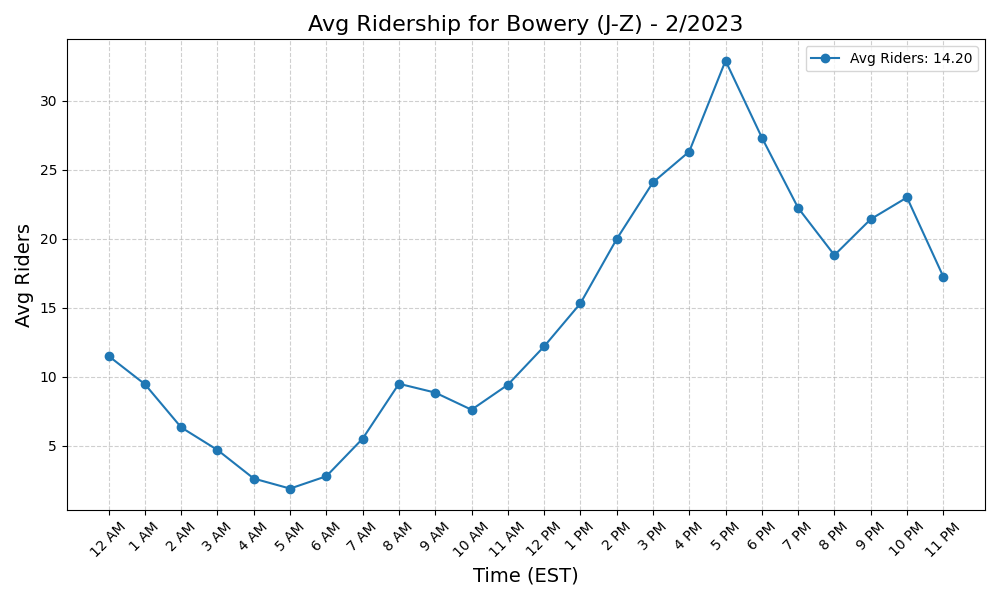 Avg Ridership for Bowery (J-Z) - 2/2023
Avg Riders: 14.20
Avg Riders
30
25
20
15
10
5
12 AM
1 AM
2 AM
3 AM
4 AM
5 AM
6 AM
7 AM
8 AM
9 AM
10 AM
11 AM
12 PM
1 PM
2 PM
3 PM
4 PM
5 PM
6 PM
7 PM
8 PM
9 PM
10 PM
11 PM
Time (EST)